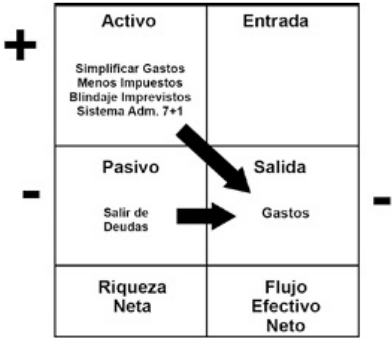 +
Activo
Entrada
Simplificar Gastos
Menos Impuestos
Blindaje Imprevistos
Sistema Adm. 7+1
-
Pasivo
Salida
-
Salir de
Deudas
Gastos
Riqueza
Neta
Flujo
Efectivo
Neto